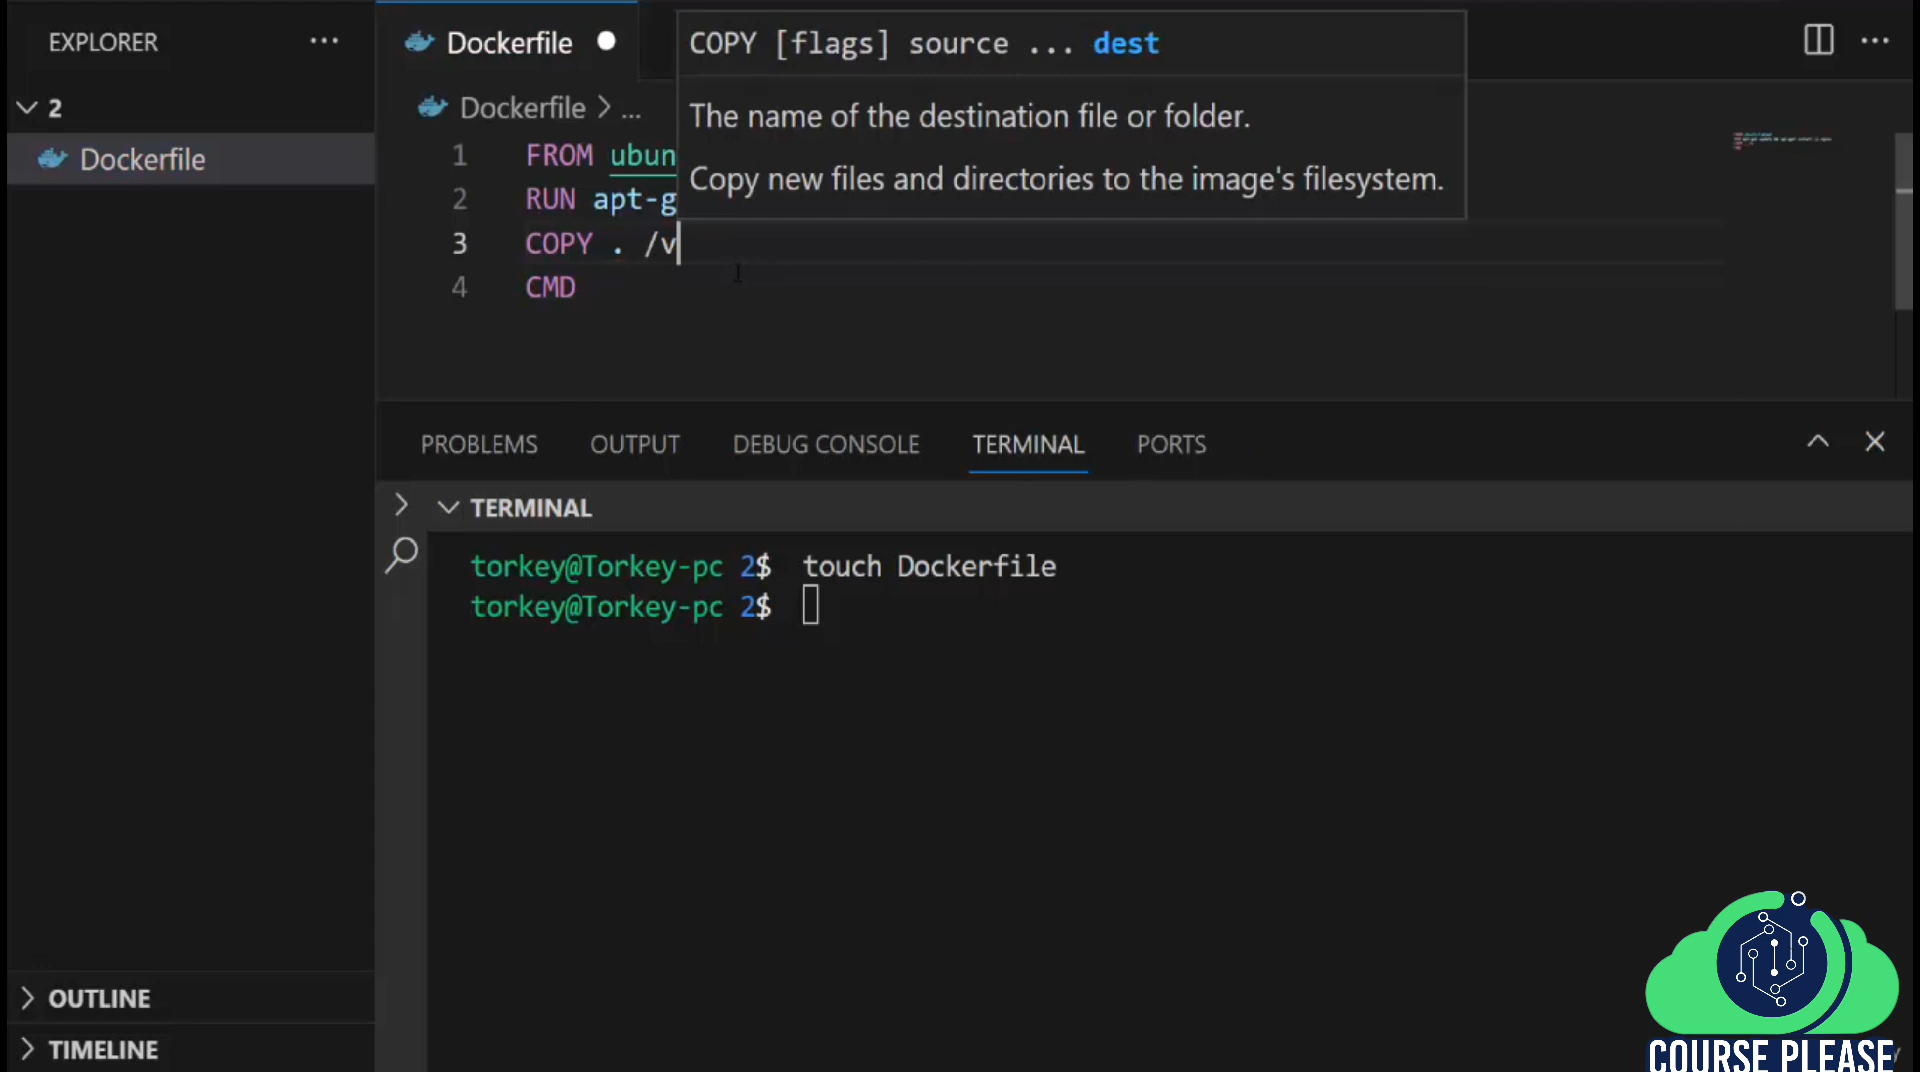 EXPLORER
2
Dockerfile
OUTLINE
TIMELINE
Dockerfile
Dockerfile > ...
COPY [flags] source ... dest
The name of the destination file or folder.
Copy new files and directories to the image's filesystem.
1 FROM ubun
2 RUN apt-g
3 COPY . /v
4 CMD
PROBLEMS OUTPUT DEBUG CONSOLE TERMINAL PORTS
TERMINAL
torkey@Torkey-pc 2$ touch Dockerfile
torkey@Torkey-pc 2$
COURSE PLEASE